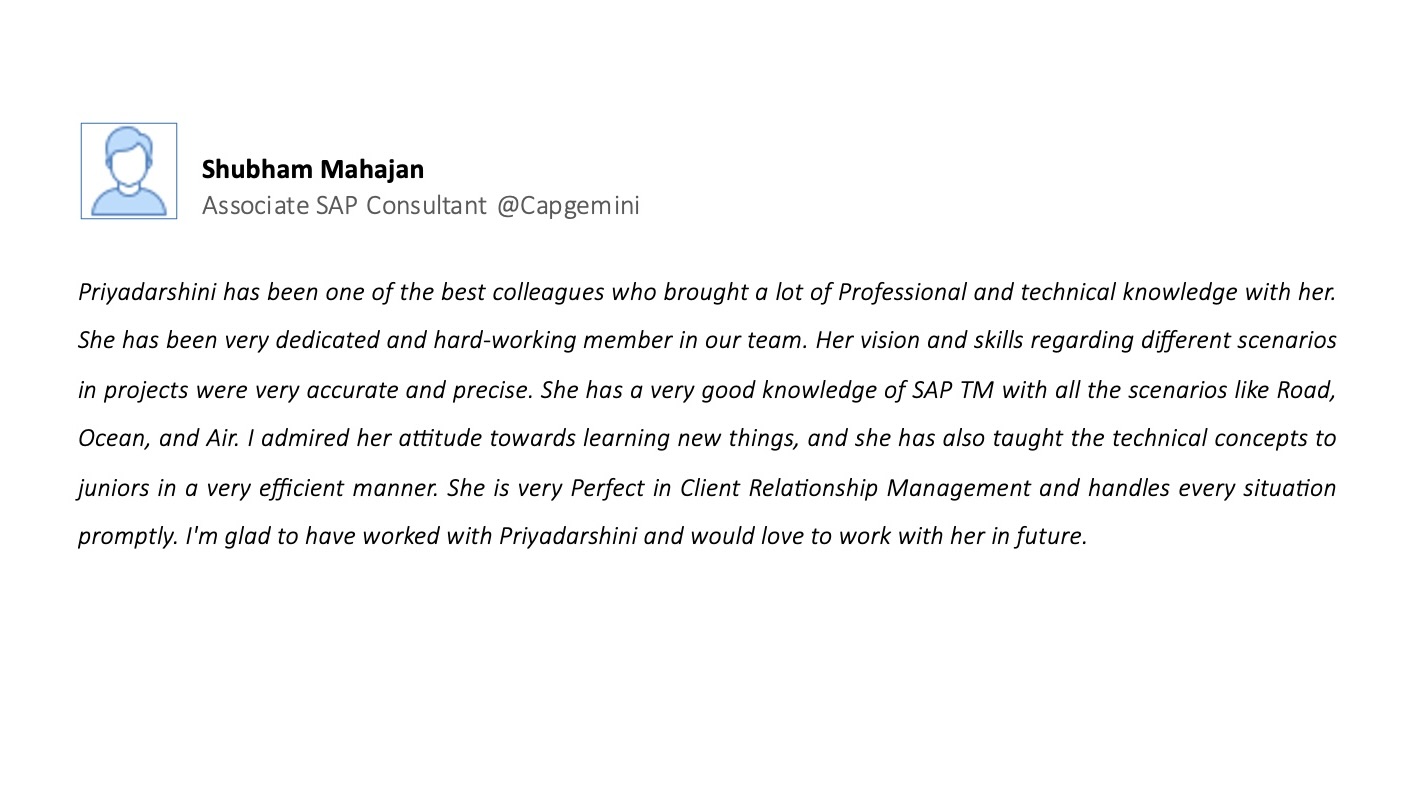 Shubham Mahajan
Associate SAP Consultant @Capgemini
Priyadarshini has been one of the best colleagues who brought a lot of Professional and technical knowledge with her.
She has been very dedicated and hard-working member in our team. Her vision and skills regarding different scenarios
in projects were very accurate and precise. She has a very good knowledge of SAP TM with all the scenarios like Road,
Ocean, and Air. I admired her attitude towards learning new things, and she has also taught the technical concepts to
juniors in a very efficient manner. She is very Perfect in Client Relationship Management and handles every situation
promptly. I'm glad to have worked with Priyadarshini and would love to work with her in future.